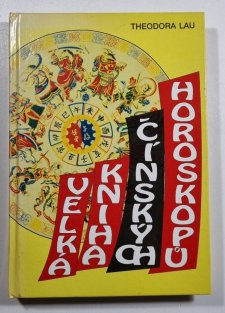 THEODORA LAU
VELKÁ
KNIHA
ČÍNSKÝCH
HOROSKOPŮ